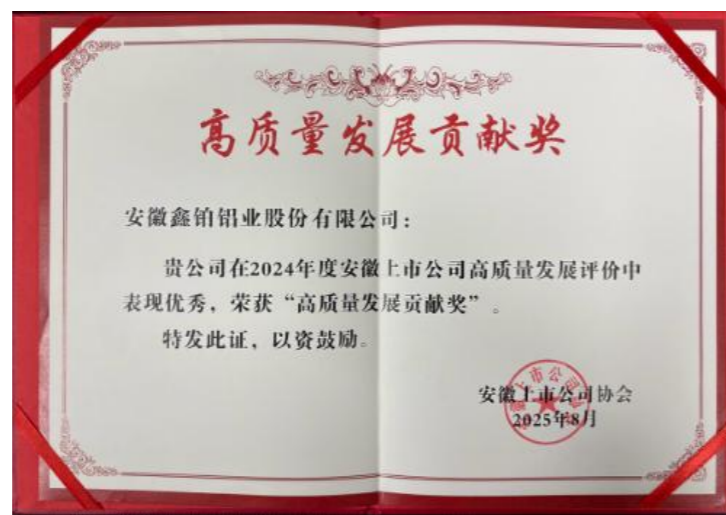 高质量发展贡献奖
安徽鑫铂铝业股份有限公司：
贵公司在2024年度安徽上市公司高质量发展评价中
表现优秀，荣获“高质量发展贡献奖”。
特发此证，以资鼓励。
安徽上市公司协会
2025年8月